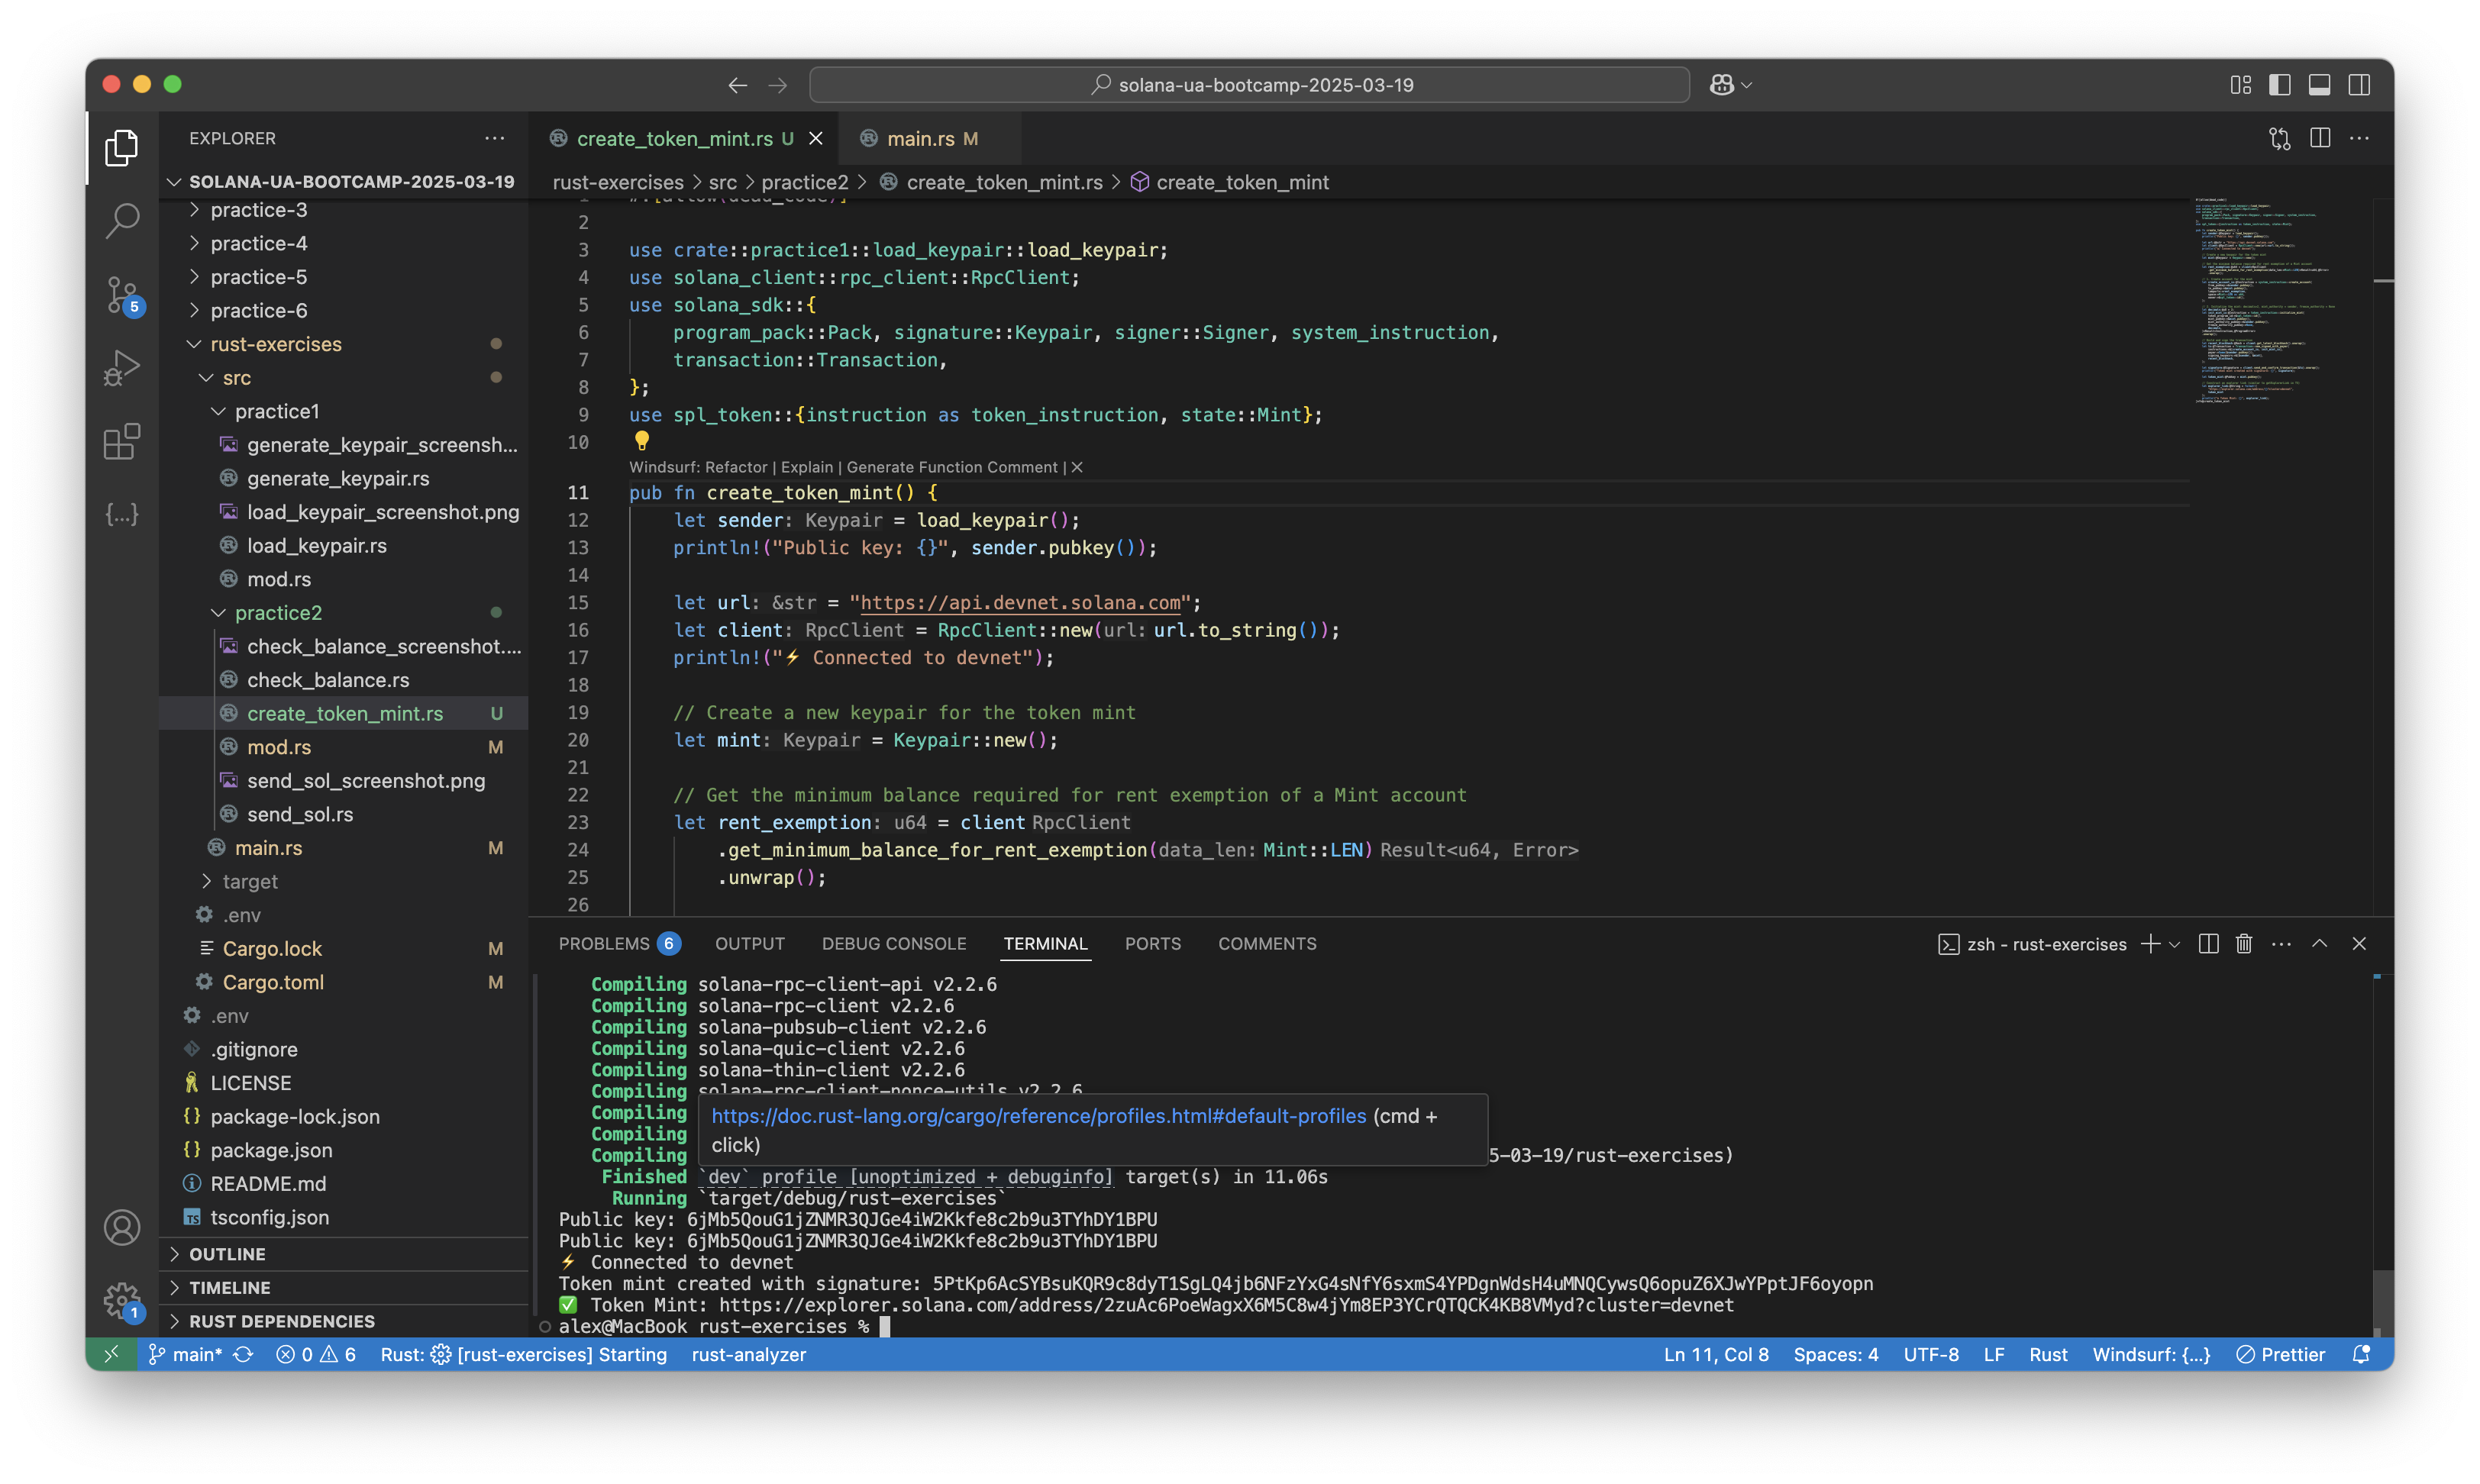 solana-ua-bootcamp-2025-03-19
EXPLORER
SOLANA-UA-BOOTCAMP-2025-03-19
practice-3
practice-4
practice-5
practice-6
rust-exercises
src
practice1
generate_keypair_screensh...
generate_keypair.rs
load_keypair_screenshot.png
load_keypair.rs
mod.rs
practice2
check_balance_screenshot....
check_balance.rs
create_token_mint.rs U
mod.rs M
send_sol_screenshot.png
send_sol.rs
main.rs M
target
.env
Cargo.lock M
Cargo.toml M
.env
.gitignore
LICENSE
package-lock.json
package.json
README.md
tsconfig.json
OUTLINE
TIMELINE
RUST DEPENDENCIES
5
1
create_token_mint.rs U
main.rs M
rust-exercises > src > practice2 > create_token_mint.rs > create_token_mint
1 #![allow(dead_code)]
2
3 use crate::practice1::load_keypair::load_keypair;
4 use solana_client::rpc_client::RpcClient;
5 use solana_sdk::{
6 program_pack::Pack, signature::Keypair, signer::Signer, system_instruction,
7 transaction::Transaction,
8 };
9 use spl_token::{instruction as token_instruction, state::Mint};
10
Windsurf: Refactor | Explain | Generate Function Comment | ×
11 pub fn create_token_mint() {
12 let sender: Keypair = load_keypair();
13 println!("Public key: {}", sender.pubkey());
14
15 let url: &str = "https://api.devnet.solana.com";
16 let client: RpcClient = RpcClient::new(url: url.to_string());
17 println!("⚡ Connected to devnet");
18
19 // Create a new keypair for the token mint
20 let mint: Keypair = Keypair::new();
21
22 // Get the minimum balance required for rent exemption of a Mint account
23 let rent_exemption: u64 = client RpcClient
24 .get_minimum_balance_for_rent_exemption(data_len: Mint::LEN) Result<u64, Error>
25 .unwrap();
26
PROBLEMS 6 OUTPUT DEBUG CONSOLE TERMINAL PORTS COMMENTS
zsh - rust-exercises
Compiling solana-rpc-client-api v2.2.6
Compiling solana-rpc-client v2.2.6
Compiling solana-pubsub-client v2.2.6
Compiling solana-quic-client v2.2.6
Compiling solana-thin-client v2.2.6
Compiling solana-rpc-client-nonce-utils v2.2.6
Compiling
Compiling
Compiling 5-03-19/rust-exercises)
https://doc.rust-lang.org/cargo/reference/profiles.html#default-profiles (cmd +
click)
Finished `dev` profile [unoptimized + debuginfo] target(s) in 11.06s
Running `target/debug/rust-exercises`
Public key: 6jMb5QouG1jZNMR3QJGe4iW2Kkfe8c2b9u3TYhDY1BPU
Public key: 6jMb5QouG1jZNMR3QJGe4iW2Kkfe8c2b9u3TYhDY1BPU
⚡ Connected to devnet
Token mint created with signature: 5PtKp6AcSYBsuKQR9c8dyT1SgLQ4jb6NFzYxG4sNfY6sxmS4YPDgnWdsH4uMNQCywsQ6opuZ6XJwYPptJF6oyopn
✅ Token Mint: https://explorer.solana.com/address/2zuAc6PoeWagxX6M5C8w4jYm8EP3YCrQTQCK4KB8VMyd?cluster=devnet
alex@MacBook rust-exercises %
main* 0 6 Rust: [rust-exercises] Starting rust-analyzer
Ln 11, Col 8 Spaces: 4 UTF-8 LF Rust Windsurf: {...} Prettier